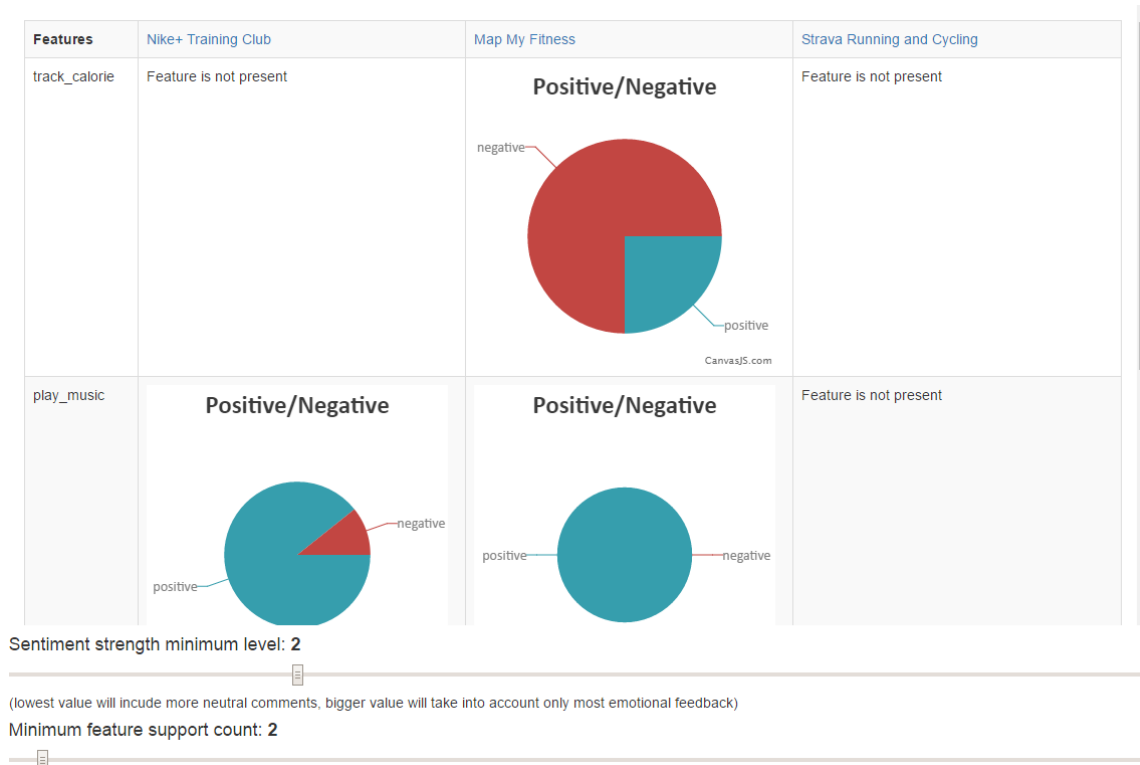 Features Nike+ Training Club Map My Fitness Strava Running and Cycling
track_calorie Feature is not present Positive/Negative Feature is not present
negative
positive
CanvasJS.com
play_music Positive/Negative Positive/Negative Feature is not present
negative
positive
positive negative
Sentiment strength minimum level: 2
(lowest value will incude more neutral comments, bigger value will take into account only most emotional feedback)
Minimum feature support count: 2